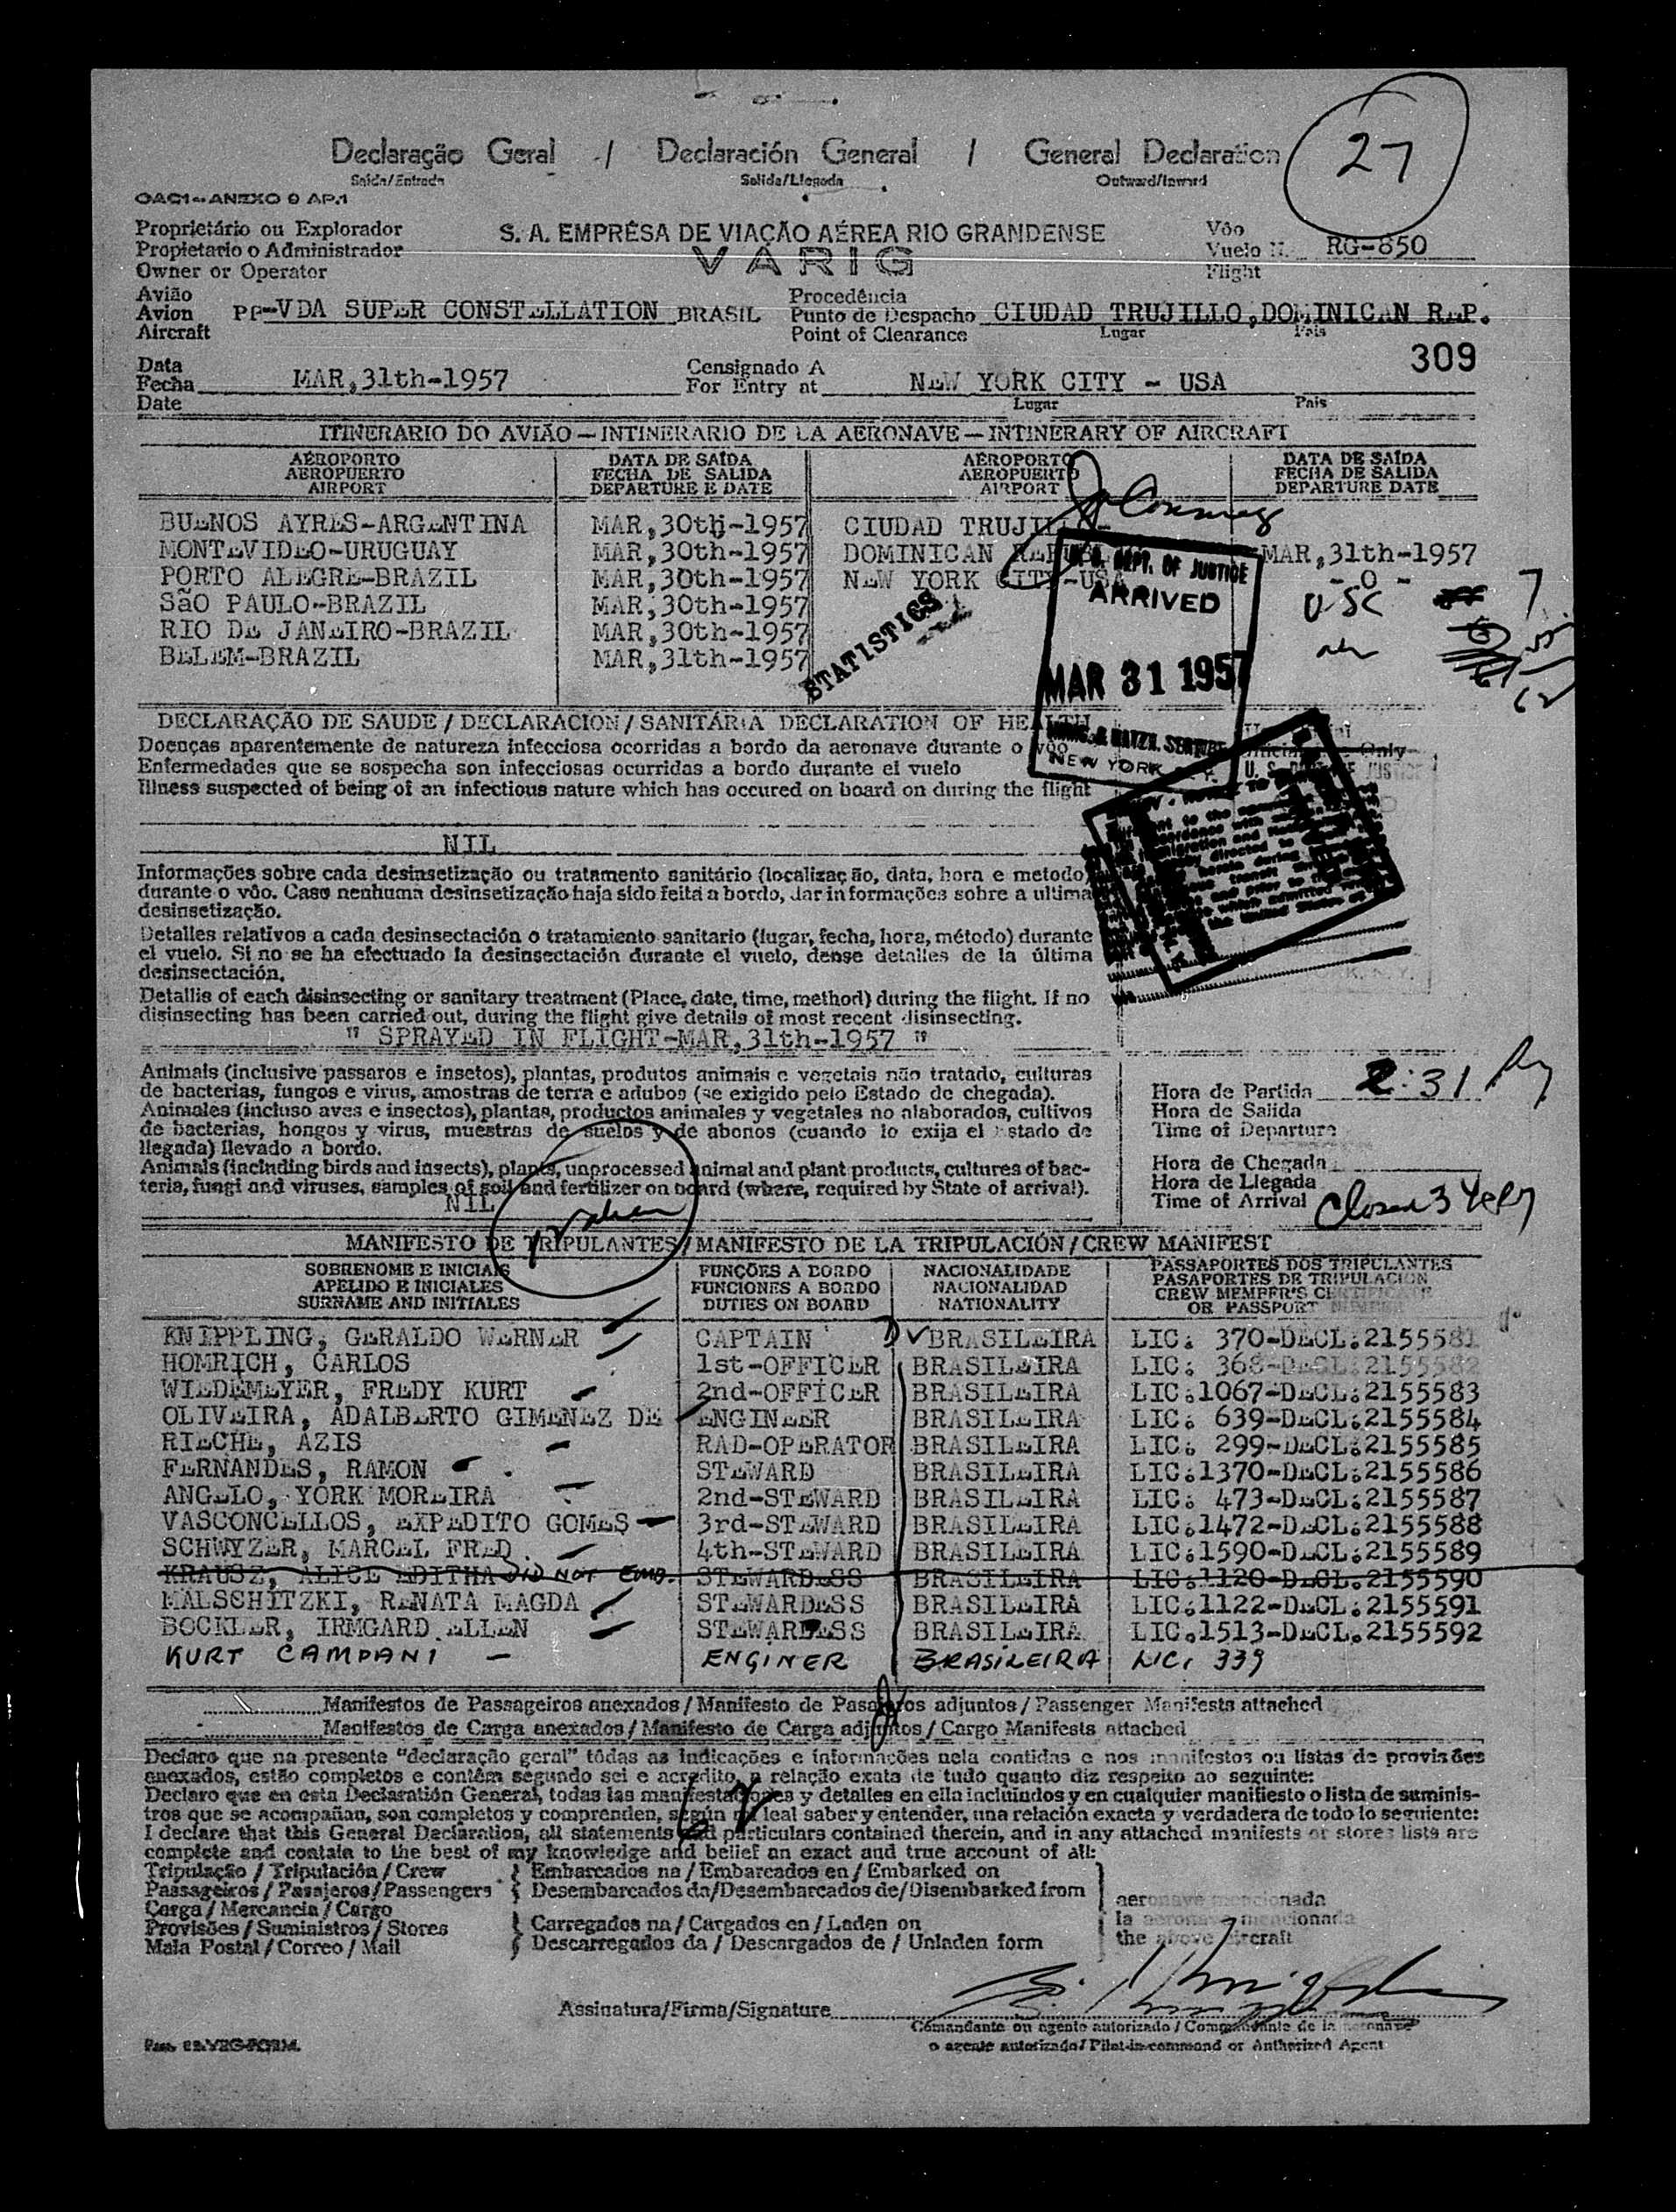 27
Declaração Geral / Declaración General / General Declaration
Saida/Entrada Salida/Llegada Outward/Inward
OACI-ANEXO 9 AP.1
Proprietário ou Explorador
Propietario o Administrador
Owner or Operator
S. A. EMPRÊSA DE VIAÇÃO AÉREA RIO GRANDENSE
VARIG
Vôo
Vuelo N. RG-850
Flight
Avião
Avion PP-VDA SUPER CONSTELLATION BRASIL
Aircraft
Procedência
Punto de Despacho CIUDAD TRUJILLO, DOMINICAN REP.
Point of Clearance Lugar Pais
309
Data
Fecha MAR,31th-1957
Date
Consignado A
For Entry at NEW YORK CITY - USA
Lugar Pais
ITINERARIO DO AVIÃO — INTINERARIO DE LA AERONAVE — INTINERARY OF AIRCRAFT
AÉROPORTO DATA DE SAÍDA AÉROPORTO DATA DE SAÍDA
AEROPUERTO FECHA DE SALIDA AEROPUERTO FECHA DE SALIDA
AIRPORT DEPARTURE E DATE AIRPORT DEPARTURE DATE
BUENOS AYRES-ARGENTINA MAR,30th-1957 CIUDAD TRUJILLO-
MONTEVIDEO-URUGUAY MAR,30th-1957 DOMINICAN MAR,31th-1957
PORTO ALEGRE-BRAZIL MAR,30th-1957 NEW YORK CITY-USA - 0 -
SãO PAULO-BRAZIL MAR,30th-1957
RIO DE JANEIRO-BRAZIL MAR,30th-1957
BELEM-BRAZIL MAR,31th-1957
STATISTICS
U.S. DEPT. OF JUSTICE
ARRIVED
MAR 31 1957
IMMIG. & NATZN. SERVICE
NEW YORK, N.Y.
USC 7
DECLARAÇÃO DE SAUDE / DECLARACION / SANITÁRIA DECLARATION OF HEALTH
Doenças aparentemente de natureza infecciosa ocorridas a bordo da aeronave durante o vôo
Enfermedades que se sospecha son infecciosas ocurridas a bordo durante el vuelo
Illness suspected of being of an infectious nature which has occured on board on during the flight
NIL
Informações sobre cada desinsetização ou tratamento sanitário (localização, data, hora e metodo)
durante o vôo. Caso nenhuma desinsetização haja sido feita a bordo, dar informações sobre a ultima
desinsetização.
Detalles relativos a cada desinsectación o tratamiento sanitario (lugar, fecha, hora, método) durante
el vuelo. Si no se ha efectuado la desinsectación durante el vuelo, dense detalles de la última
desinsectación.
Detallis of each disinsecting or sanitary treatment (Place, date, time, method) during the flight. If no
disinsecting has been carried out, during the flight give details of most recent disinsecting.
" SPRAYED IN FLIGHT-MAR,31th-1957 "
Animais (inclusive passaros e insetos), plantas, produtos animais e vegetais não tratado, culturas
de bacterias, fungos e virus, amostras de terra e adubos (se exigido pelo Estado de chegada).
Animales (incluso aves e insectos), plantas, productos animales y vegetales no alaborados, cultivos
de bacterias, hongos y virus, muestras de suelos y de abonos (cuando lo exija el Estado de
llegada) llevado a bordo.
Animals (including birds and insects), plants, unprocessed animal and plant products, cultures of bac-
teria, fungi and viruses, samples of soil and fertilizer on board (where, required by State of arrival).
NIL
Hora de Partida 2:31
Hora de Salida
Time of Departure
Hora de Chegada
Hora de Llegada
Time of Arrival
MANIFESTO DE TRIPULANTES / MANIFESTO DE LA TRIPULACIÓN / CREW MANIFEST
SOBRENOME E INICIAIS FUNÇÕES A BORDO NACIONALIDADE PASSAPORTES DOS TRIPULANTES
APELIDO E INICIALES FUNCIONES A BORDO NACIONALIDAD PASAPORTES DE TRIPULACION
SURNAME AND INITIALES DUTIES ON BOARD NATIONALITY CREW MEMBER'S CERTIFICATE
OR PASSPORT NUMBER
KNIPPLING, GERALDO WERNER CAPTAIN BRASILEIRA LIC. 370-DECL.2155581
HOMRICH, CARLOS 1st-OFFICER BRASILEIRA LIC. 368-DECL.2155582
WIEDEMEYER, FREDY KURT 2nd-OFFICER BRASILEIRA LIC.1067-DECL.2155583
OLIVEIRA, ADALBERTO GIMENEZ DE ENGINEER BRASILEIRA LIC. 639-DECL.2155584
RIECHE, AZIS RAD-OPERATOR BRASILEIRA LIC. 299-DECL.2155585
FERNANDES, RAMON STEWARD BRASILEIRA LIC.1370-DECL.2155586
ANGELO, YORK MOREIRA 2nd-STEWARD BRASILEIRA LIC. 473-DECL.2155587
VASCONCELLOS, EXPEDITO GOMES 3rd-STEWARD BRASILEIRA LIC.1472-DECL.2155588
SCHWYZER, MARCEL FRED 4th-STEWARD BRASILEIRA LIC.1590-DECL.2155589
KRAUSZ, ALICE EDITHA DID NOT EMB. STEWARDESS BRASILEIRA LIC.1120-DECL.2155590
MALSCHITZKI, RENATA MAGDA STEWARDESS BRASILEIRA LIC.1122-DECL.2155591
BOCKLER, IRMGARD ELLEN STEWARDESS BRASILEIRA LIC.1513-DECL.2155592
KURT CAMPANI - ENGINER BRASILEIRA LIC. 339
Manifestos de Passageiros anexados / Manifesto de Pasajeros adjuntos / Passenger Manifests attached
Manifestos de Carga anexados / Manifesto de Carga adjuntos / Cargo Manifests attached
Declaro que na presente "declaração geral" tôdas as indicações e informações nela contidas e nos manifestos ou listas de provisões
anexados, estão completos e contêm segundo sei e acredito, a relação exata de tudo quanto diz respeito ao seguinte:
Declaro que en esta Declaratión General, todas las manifestaciones y detalles en ella incluindos y en cualquier manifiesto o lista de suminis-
tros que se acompañan, son completos y comprenden, según mi leal saber y entender, una relación exacta y verdadera de todo lo seguiente:
I declare that this General Declaration, all statements and particulars contained therein, and in any attached manifests or stores lists are
complete and contain to the best of my knowledge and belief an exact and true account of all:
Tripulação / Tripulación / Crew Embarcados na / Embarcados en / Embarked on
Passageiros / Pasajeros / Passengers Desembarcados da/Desembarcados de/Disembarked from
Carga / Mercancia / Cargo
Provisões / Suministros / Stores Carregados na / Cargados en / Laden on
Mala Postal / Correo / Mail Descarregados da / Descargados de / Unladen form
aeronave mencionada
la aeronave mencionada
the above aircraft
Assinatura/Firma/Signature
Comandante ou agente autorizado / Commandante de la aeronave
o agente autorizado / Pilot-in-command or Authorized Agent